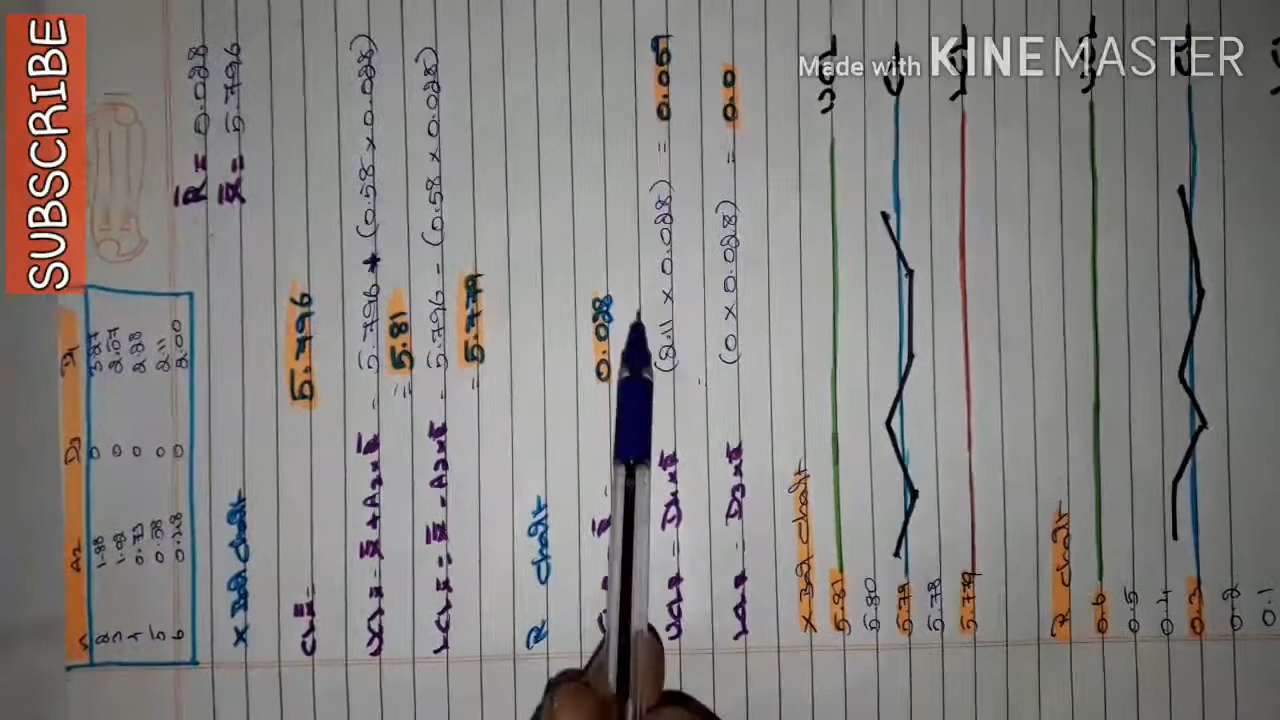 SUBSCRIBE
Made with KINEMASTER
R̄ = 0.028
x̿ = 5.796
n A2 D3 D4
2 1.88 0 3.27
3 1.02 0 2.57
4 0.73 0 2.28
5 0.58 0 2.11
6 0.48 0 2.00
X Bar chart
5.796
5.796 + (0.58 x 0.028)
= 5.81
5.796 - (0.58 x 0.028)
= 5.779
R chart
0.028
UCLR = D4 x R̄ (2.11 x 0.028) = 0.059
LCLR = D3 x R̄ (0 x 0.028) = 0.0
X Bar chart
5.81 UCL
5.80
5.79 CL
5.78
5.779 LCL
R chart
0.6 UCL
0.5
0.4
0.3 CL
0.2
0.1